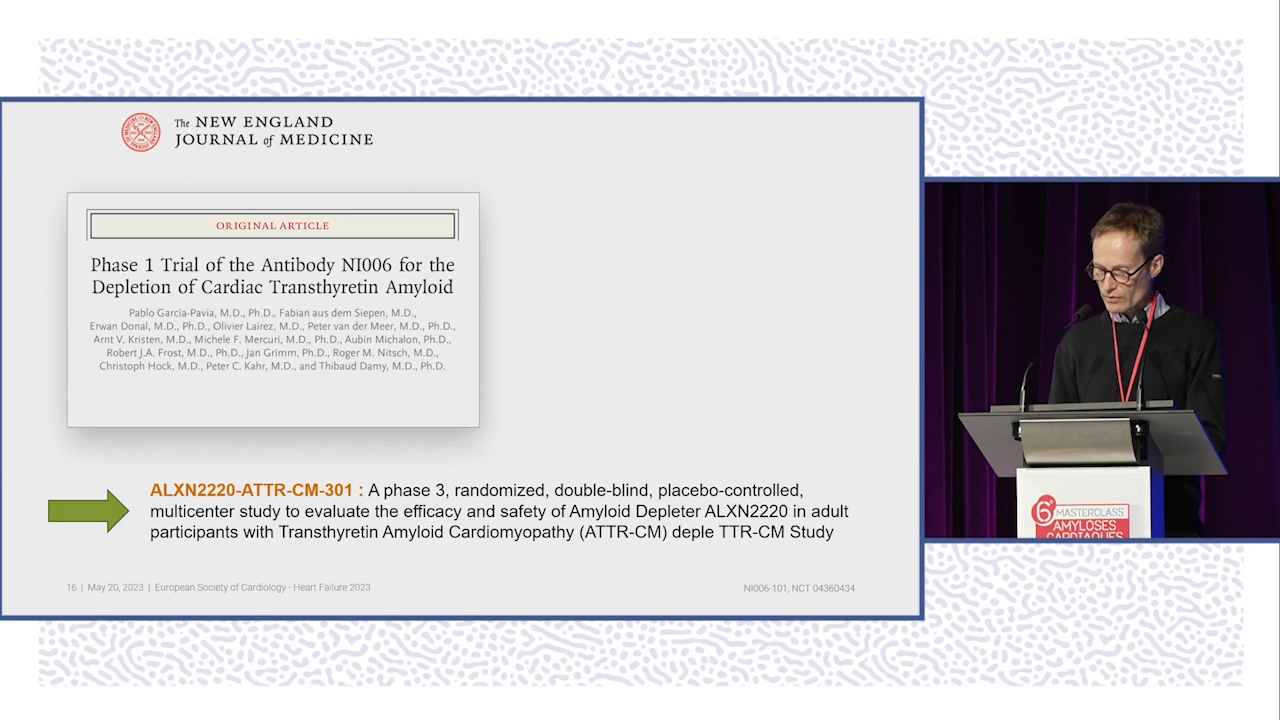 The NEW ENGLAND
JOURNAL of MEDICINE
ORIGINAL ARTICLE
Phase 1 Trial of the Antibody NI006 for the
Depletion of Cardiac Transthyretin Amyloid
Pablo Garcia-Pavia, M.D., Ph.D., Fabian aus dem Siepen, M.D.,
Erwan Donal, M.D., Ph.D., Olivier Lairez, M.D., Peter van der Meer, M.D., Ph.D.,
Arnt V. Kristen, M.D., Michele F. Mercuri, M.D., Ph.D., Aubin Michalon, Ph.D.,
Robert J.A. Frost, M.D., Ph.D., Jan Grimm, Ph.D., Roger M. Nitsch, M.D.,
Christoph Hock, M.D., Peter C. Kahr, M.D., and Thibaud Damy, M.D., Ph.D.
ALXN2220-ATTR-CM-301 : A phase 3, randomized, double-blind, placebo-controlled,
multicenter study to evaluate the efficacy and safety of Amyloid Depleter ALXN2220 in adult
participants with Transthyretin Amyloid Cardiomyopathy (ATTR-CM) deple TTR-CM Study
16 | May 20, 2023 | European Society of Cardiology - Heart Failure 2023
NI006-101, NCT 04360434
6e MASTERCLASS
AMYLOSES
CARDIAQUES